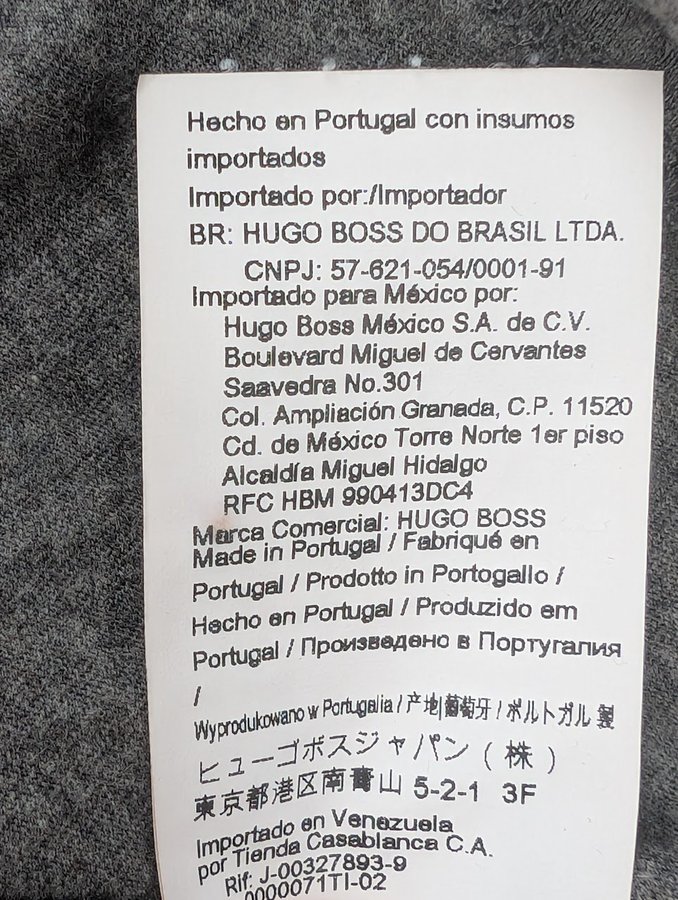 Hecho en Portugal con insumos
importados
Importado por:/Importador
BR: HUGO BOSS DO BRASIL LTDA.
CNPJ: 57-621-054/0001-91
Importado para México por:
Hugo Boss México S.A. de C.V.
Boulevard Miguel de Cervantes
Saavedra No.301
Col. Ampliación Granada, C.P. 11520
Cd. de México Torre Norte 1er piso
Alcaldía Miguel Hidalgo
RFC HBM 990413DC4
Marca Comercial: HUGO BOSS
Made in Portugal / Fabriqué en
Portugal / Prodotto in Portogallo /
Hecho en Portugal / Produzido em
Portugal / Произведено в Португалия
/
Wyprodukowano w Portugalia / 产地葡萄牙 / ポルトガル 製
ヒューゴボスジャパン ( 株 )
東京都港区南青山 5-2-1 3F
Importado en Venezuela
por Tienda Casablanca C.A.
Rif: J-00327893-9
0000071TI-02